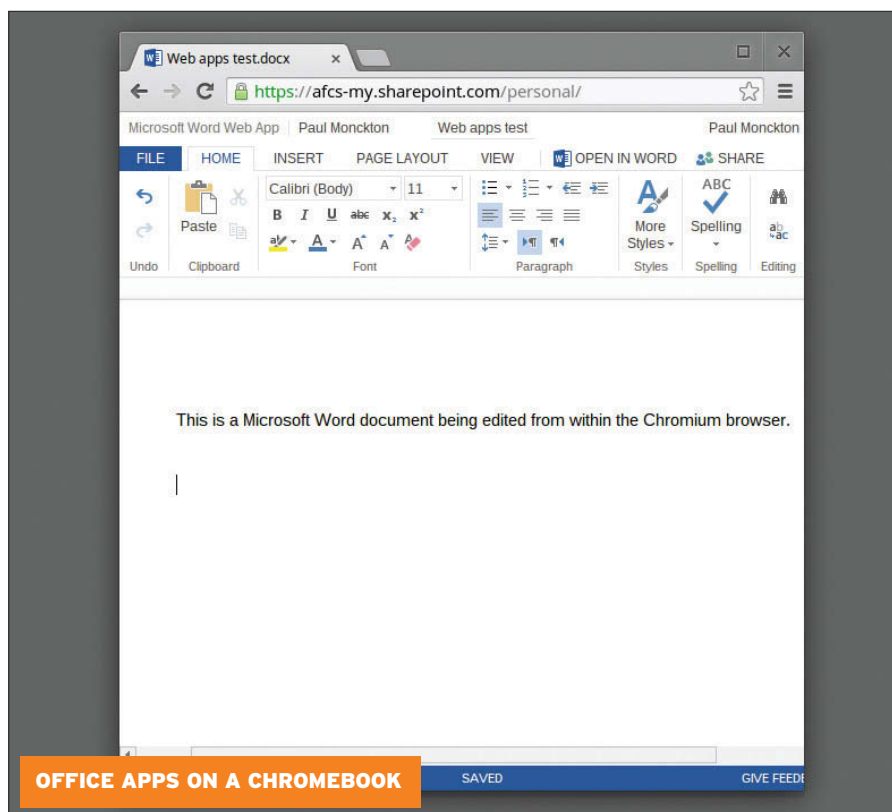 Web apps test.docx
https://afcs-my.sharepoint.com/personal/
Microsoft Word Web App Paul Monckton Web apps test Paul Monckton
FILE HOME INSERT PAGE LAYOUT VIEW OPEN IN WORD SHARE
Calibri (Body) 11
B I U abc x₂ x²
A A A
Paste
More Styles
ABC
Spelling
ab
ac
Undo Clipboard Font Paragraph Styles Spelling Editing
This is a Microsoft Word document being edited from within the Chromium browser.
OFFICE APPS ON A CHROMEBOOK
SAVED GIVE FEED